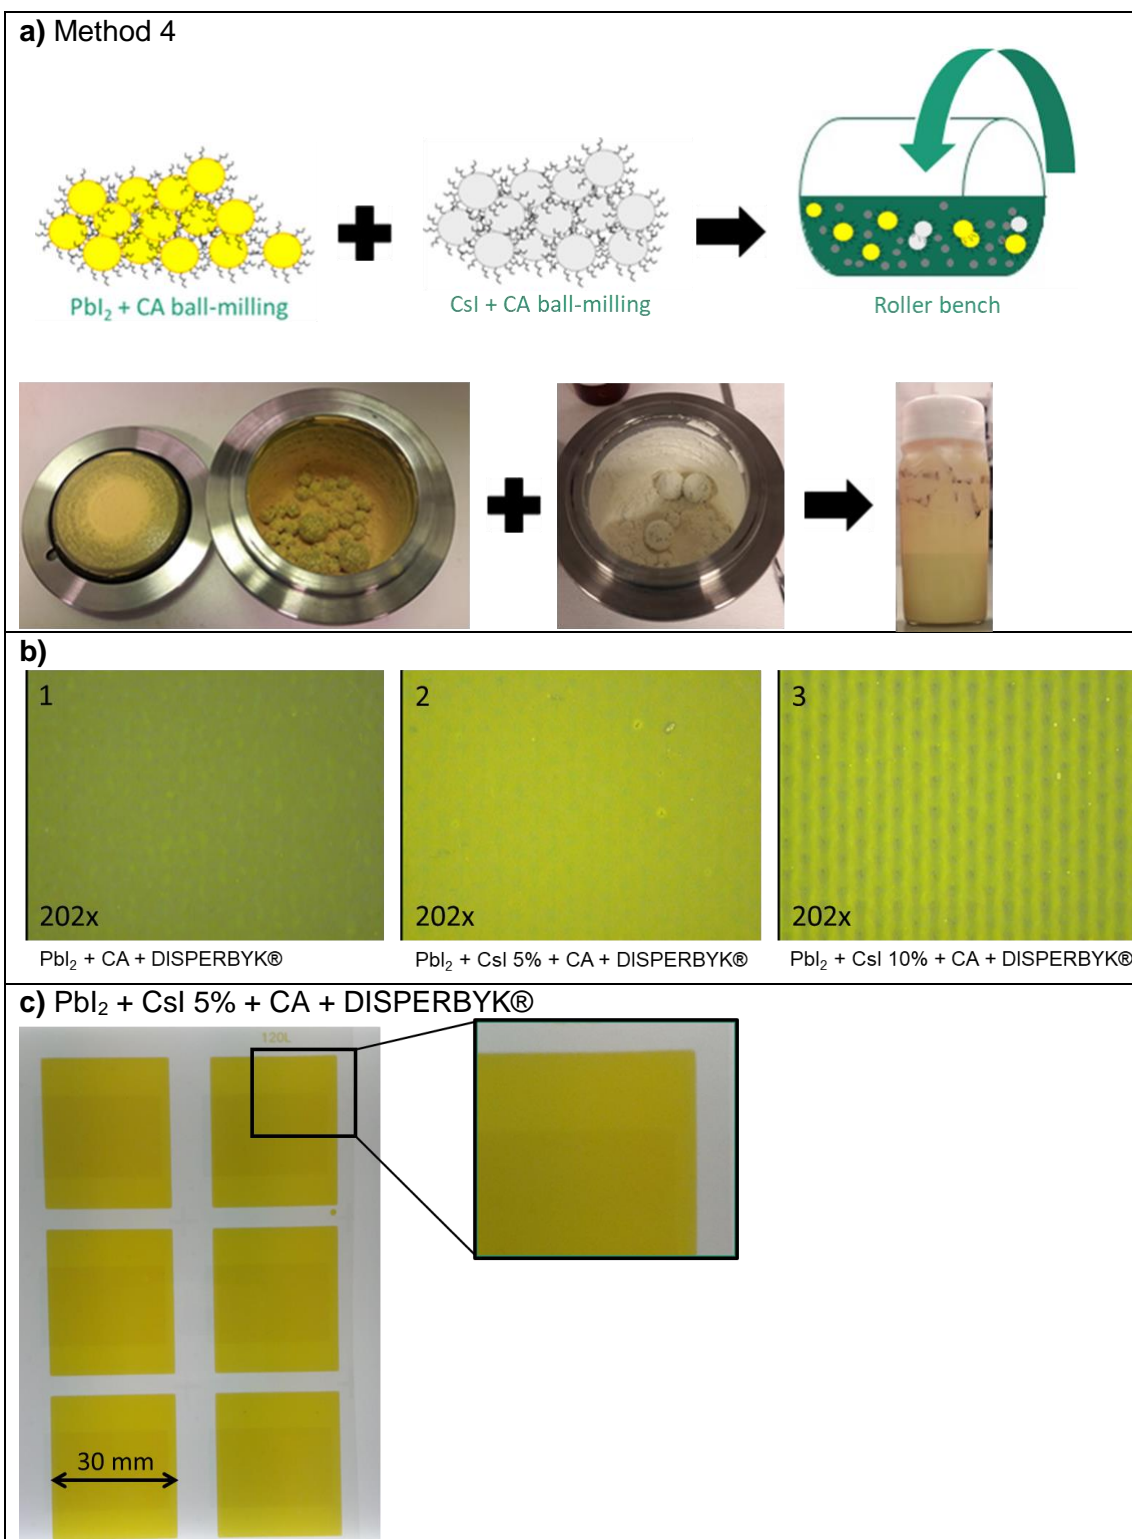 a) Method 4
PbI₂ + CA ball-milling
CsI + CA ball-milling
Roller bench
b)
1
2
3
202x
202x
202x
PbI₂ + CA + DISPERBYK®
PbI₂ + CsI 5% + CA + DISPERBYK®
PbI₂ + CsI 10% + CA + DISPERBYK®
c) PbI₂ + CsI 5% + CA + DISPERBYK®
120L
30 mm